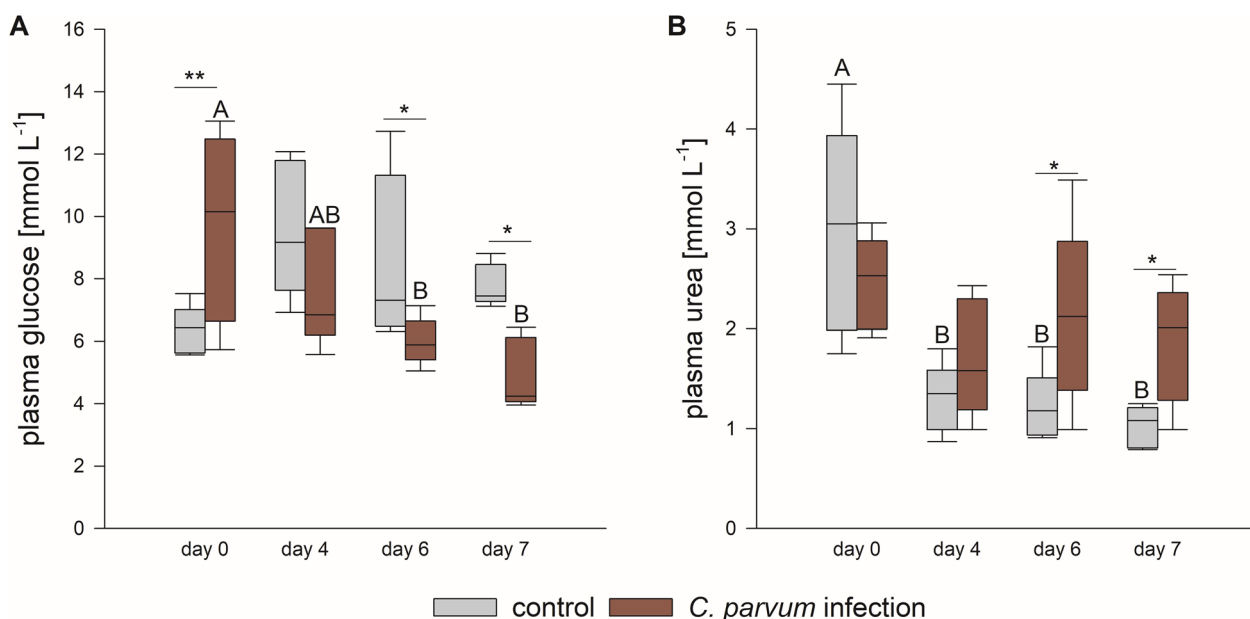 A
plasma glucose [mmol L⁻¹]
16
14
12
10
8
6
4
2
0
**
A
AB
*
B
*
B
day 0
day 4
day 6
day 7
B
plasma urea [mmol L⁻¹]
5
4
3
2
1
0
A
B
*
B
*
B
day 0
day 4
day 6
day 7
control
C. parvum infection